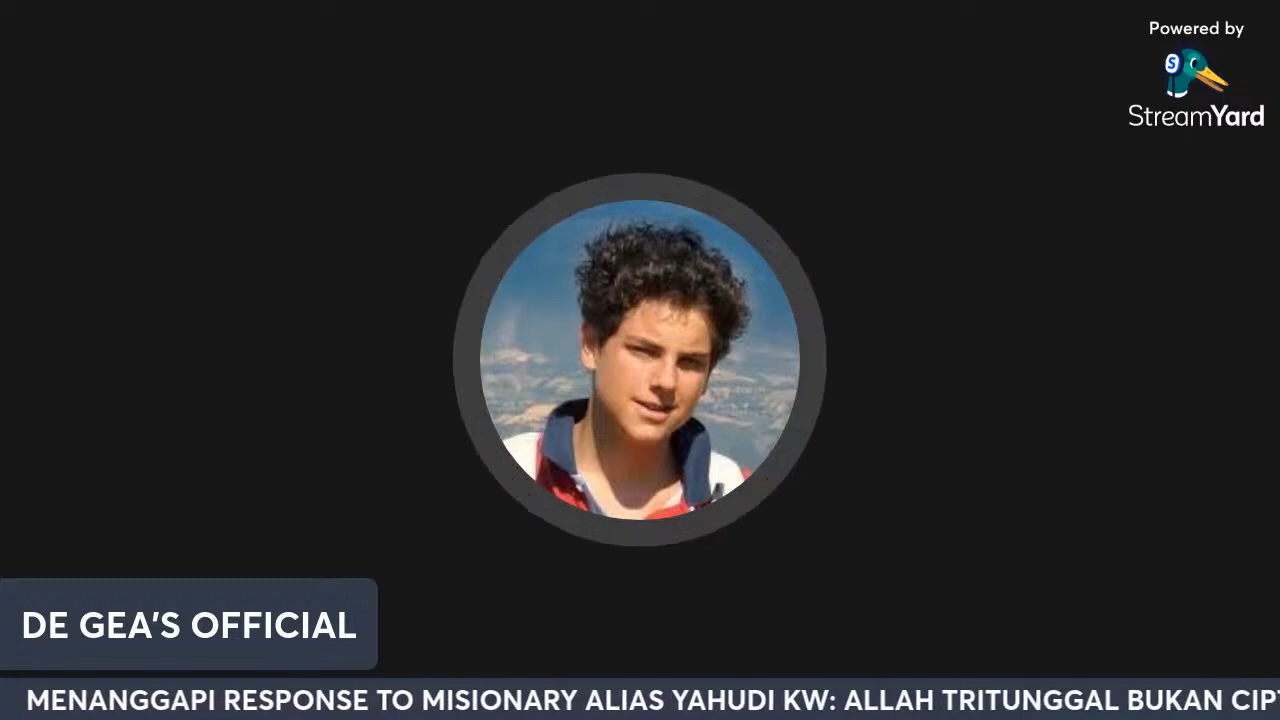 Powered by
S
StreamYard
DE GEA'S OFFICIAL
MENANGGAPI RESPONSE TO MISIONARY ALIAS YAHUDI KW: ALLAH TRITUNGGAL BUKAN